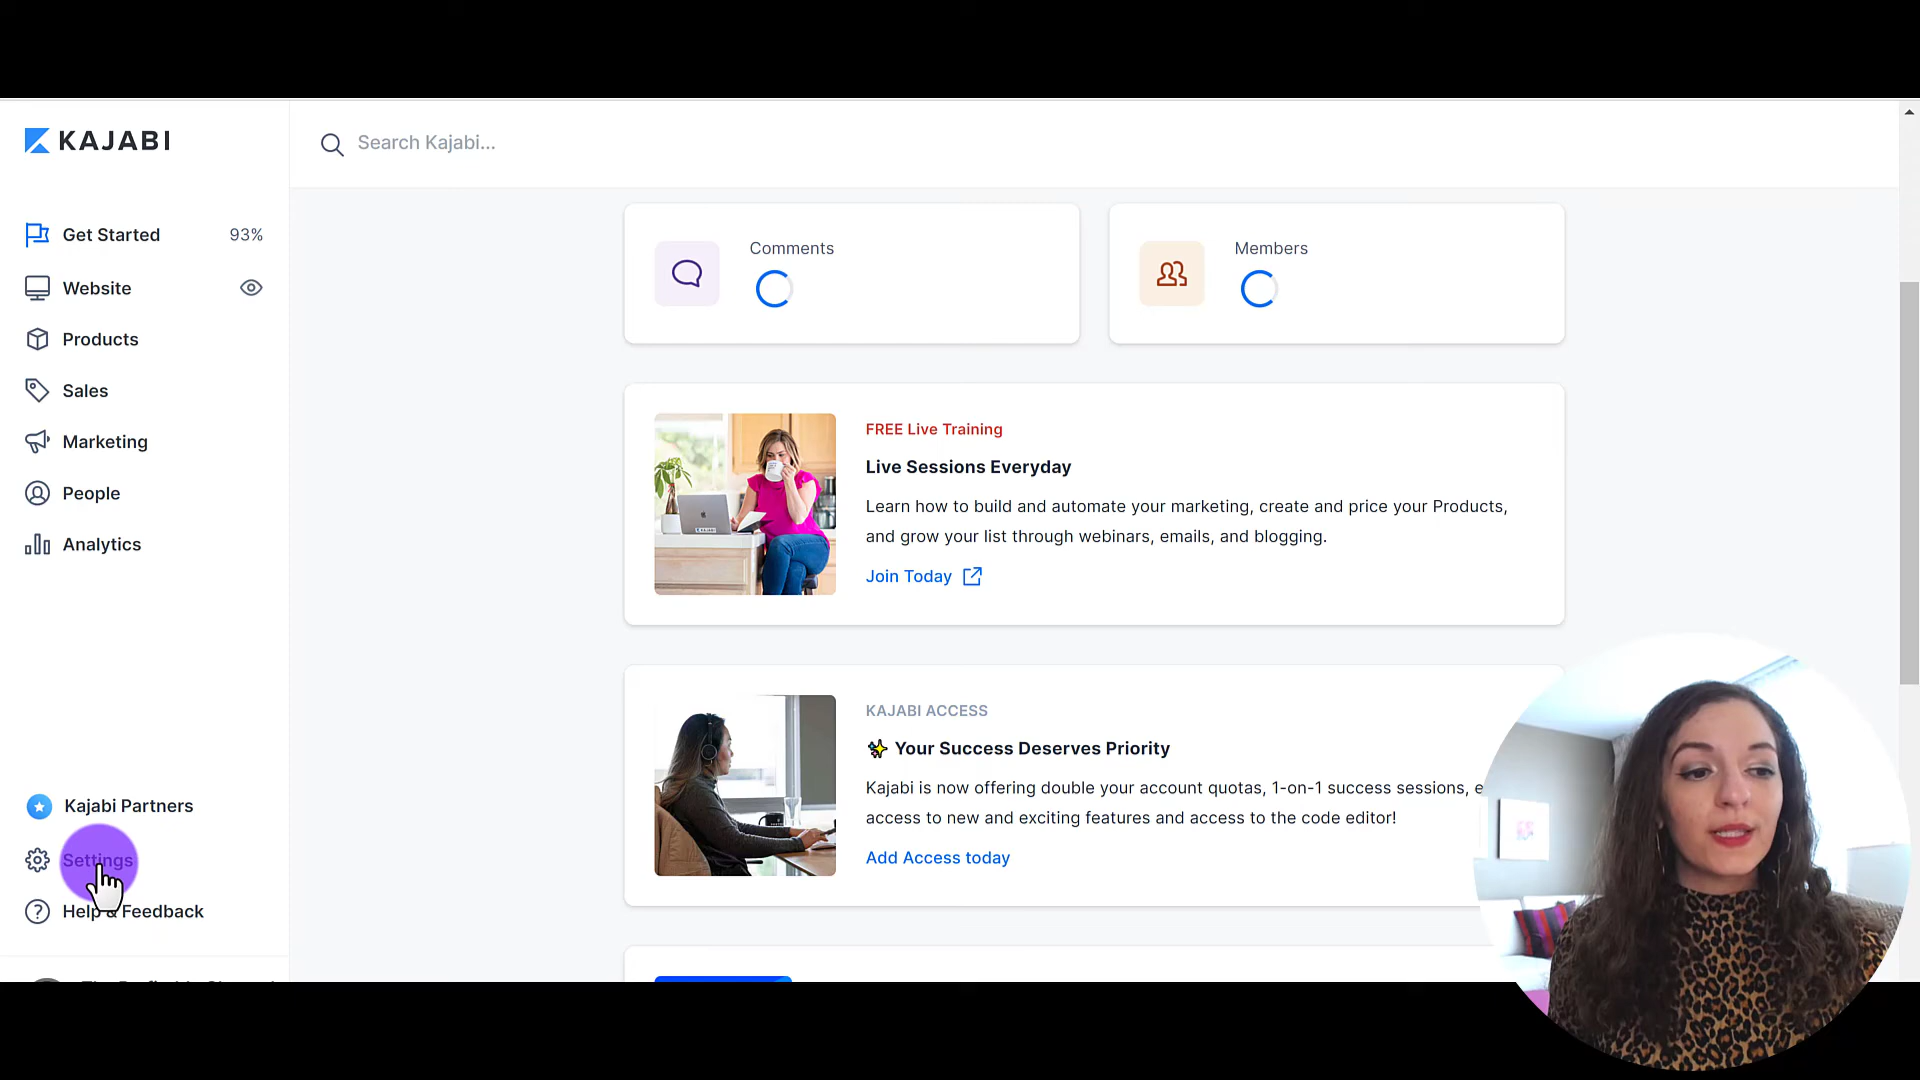 KAJABI
Search Kajabi...
Get Started 93%
Website
Products
Sales
Marketing
People
Analytics
Kajabi Partners
Settings
Help & Feedback
Comments
Members
FREE Live Training
Live Sessions Everyday
Learn how to build and automate your marketing, create and price your Products,
and grow your list through webinars, emails, and blogging.
Join Today
KAJABI ACCESS
✨ Your Success Deserves Priority
Kajabi is now offering double your account quotas, 1-on-1 success sessions, e
access to new and exciting features and access to the code editor!
Add Access today